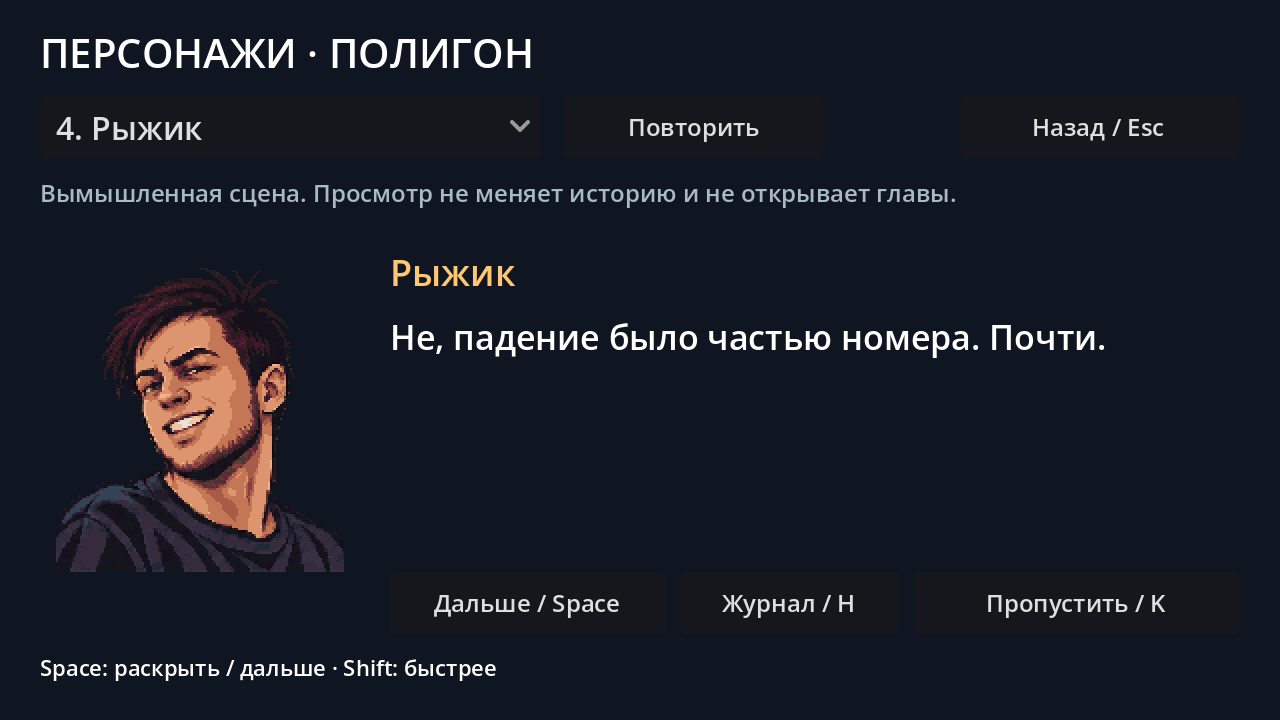 ПЕРСОНАЖИ · ПОЛИГОН
4. Рыжик
Повторить
Назад / Esc
Вымышленная сцена. Просмотр не меняет историю и не открывает главы.
Рыжик
Не, падение было частью номера. Почти.
Дальше / Space
Журнал / H
Пропустить / K
Space: раскрыть / дальше · Shift: быстрее